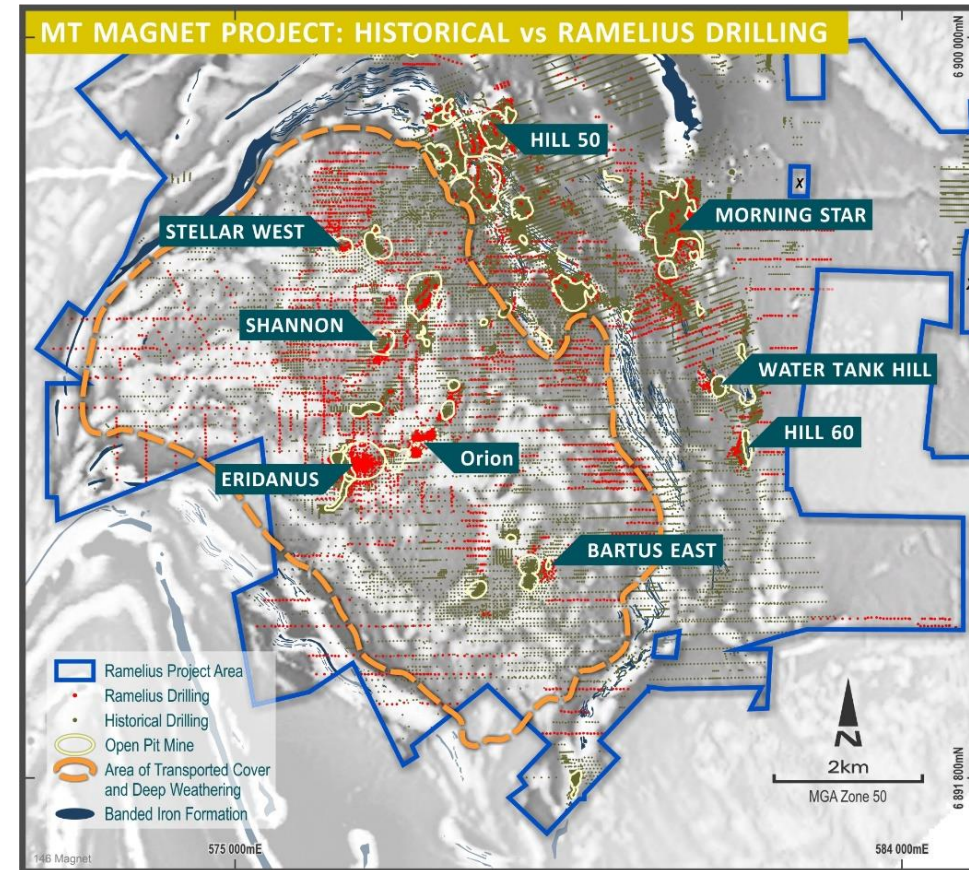 MT MAGNET PROJECT: HISTORICAL vs RAMELIUS DRILLING
6 900 000mN
HILL 50
X
MORNING STAR
STELLAR WEST
SHANNON
WATER TANK HILL
HILL 60
Orion
ERIDANUS
BARTUS EAST
Ramelius Project Area
Ramelius Drilling
Historical Drilling
Open Pit Mine
Area of Transported Cover
and Deep Weathering
Banded Iron Formation
N
2km
MGA Zone 50
6 891 800mN
146 Magnet
575 000mE
584 000mE